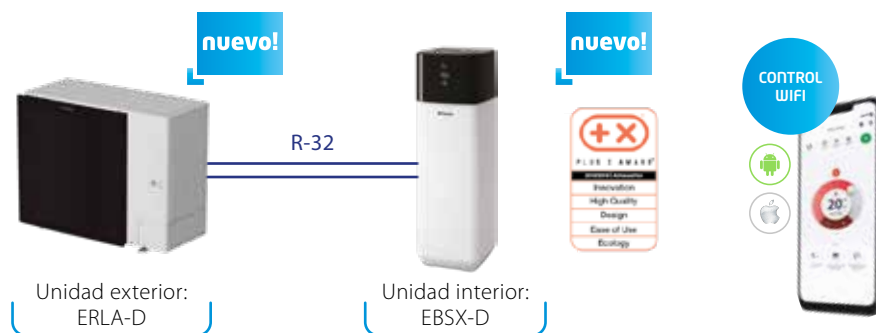 nuevo!
nuevo!
CONTROL
WIFI
R-32
PLUS X AWARD
Innovation
High Quality
Design
Ease of Use
Ecology
20
Unidad exterior:
ERLA-D
Unidad interior:
EBSX-D